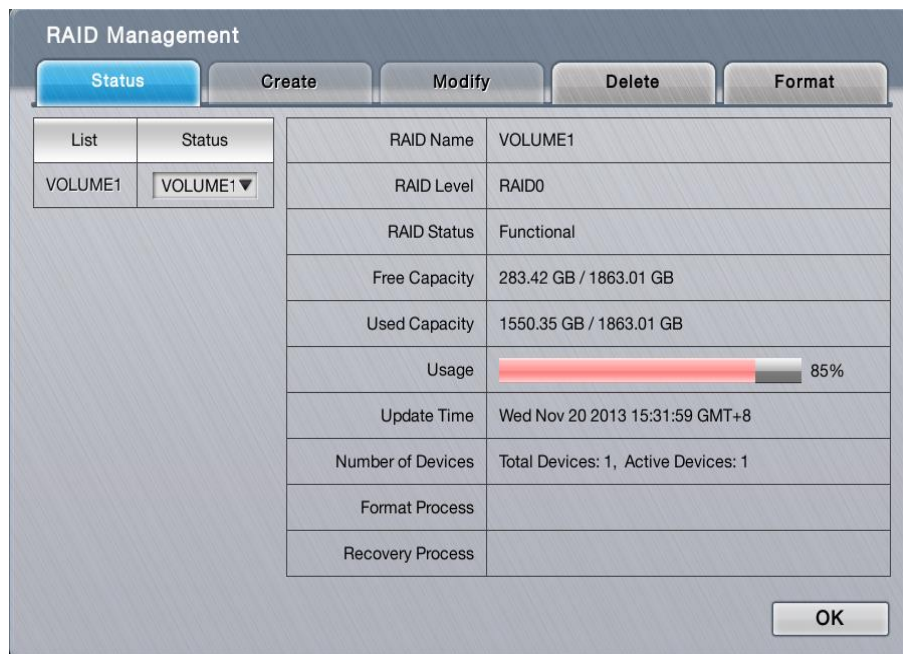 RAID Management
Status Create Modify Delete Format
List Status
VOLUME1 VOLUME1
RAID Name VOLUME1
RAID Level RAID0
RAID Status Functional
Free Capacity 283.42 GB / 1863.01 GB
Used Capacity 1550.35 GB / 1863.01 GB
Usage 85%
Update Time Wed Nov 20 2013 15:31:59 GMT+8
Number of Devices Total Devices: 1, Active Devices: 1
Format Process
Recovery Process
OK